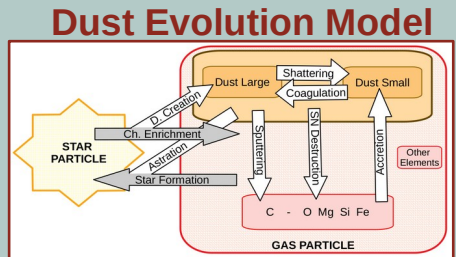 Dust Evolution Model
Dust Large
Shattering
Coagulation
Dust Small
D. Creation
Ch. Enrichment
Astration
Star Formation
STAR
PARTICLE
Sputtering
SN Destruction
Accretion
Other
Elements
C - O Mg Si Fe
GAS PARTICLE